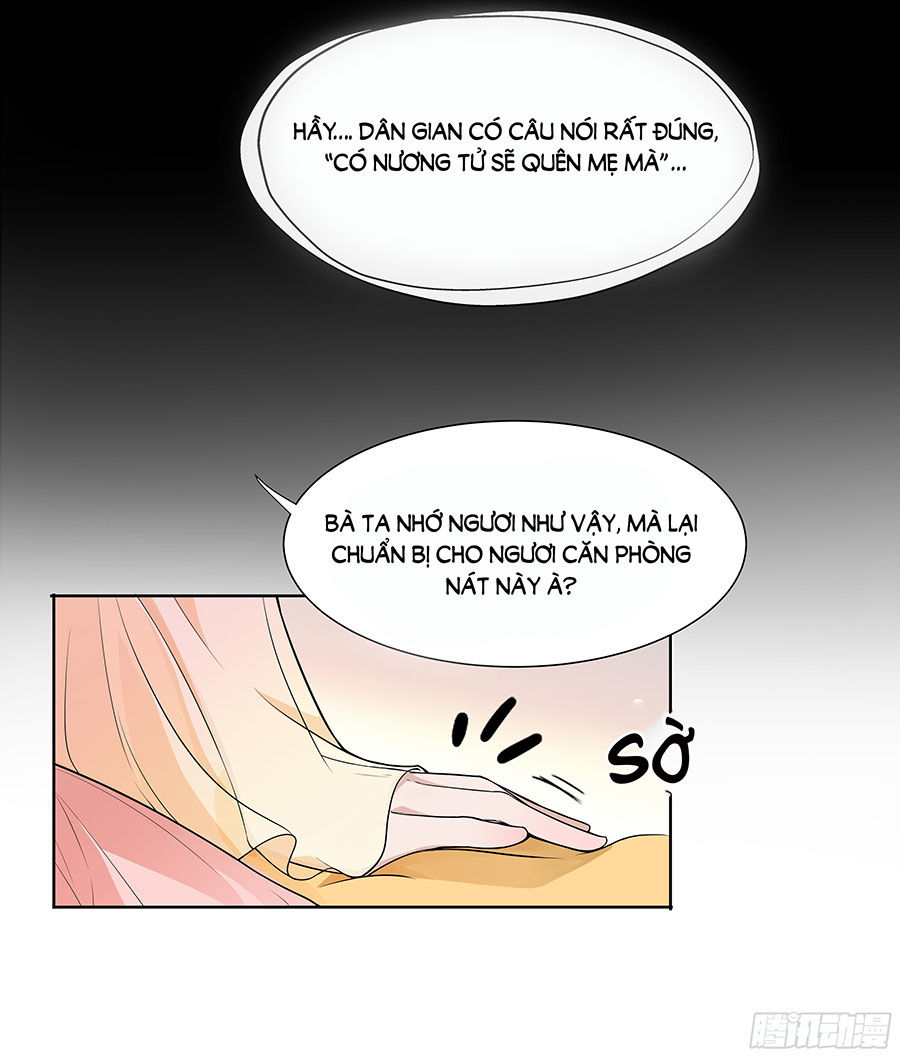 HẦY.... DÂN GIAN CÓ CÂU NÓI RẤT ĐÚNG,
"CÓ NƯƠNG TỬ SẼ QUÊN MẸ MÀ"...
BÀ TA NHỚ NGƯƠI NHƯ VẬY, MÀ LẠI
CHUẨN BỊ CHO NGƯƠI CĂN PHÒNG
NÁT NÀY À?
SỜ
腾讯动漫